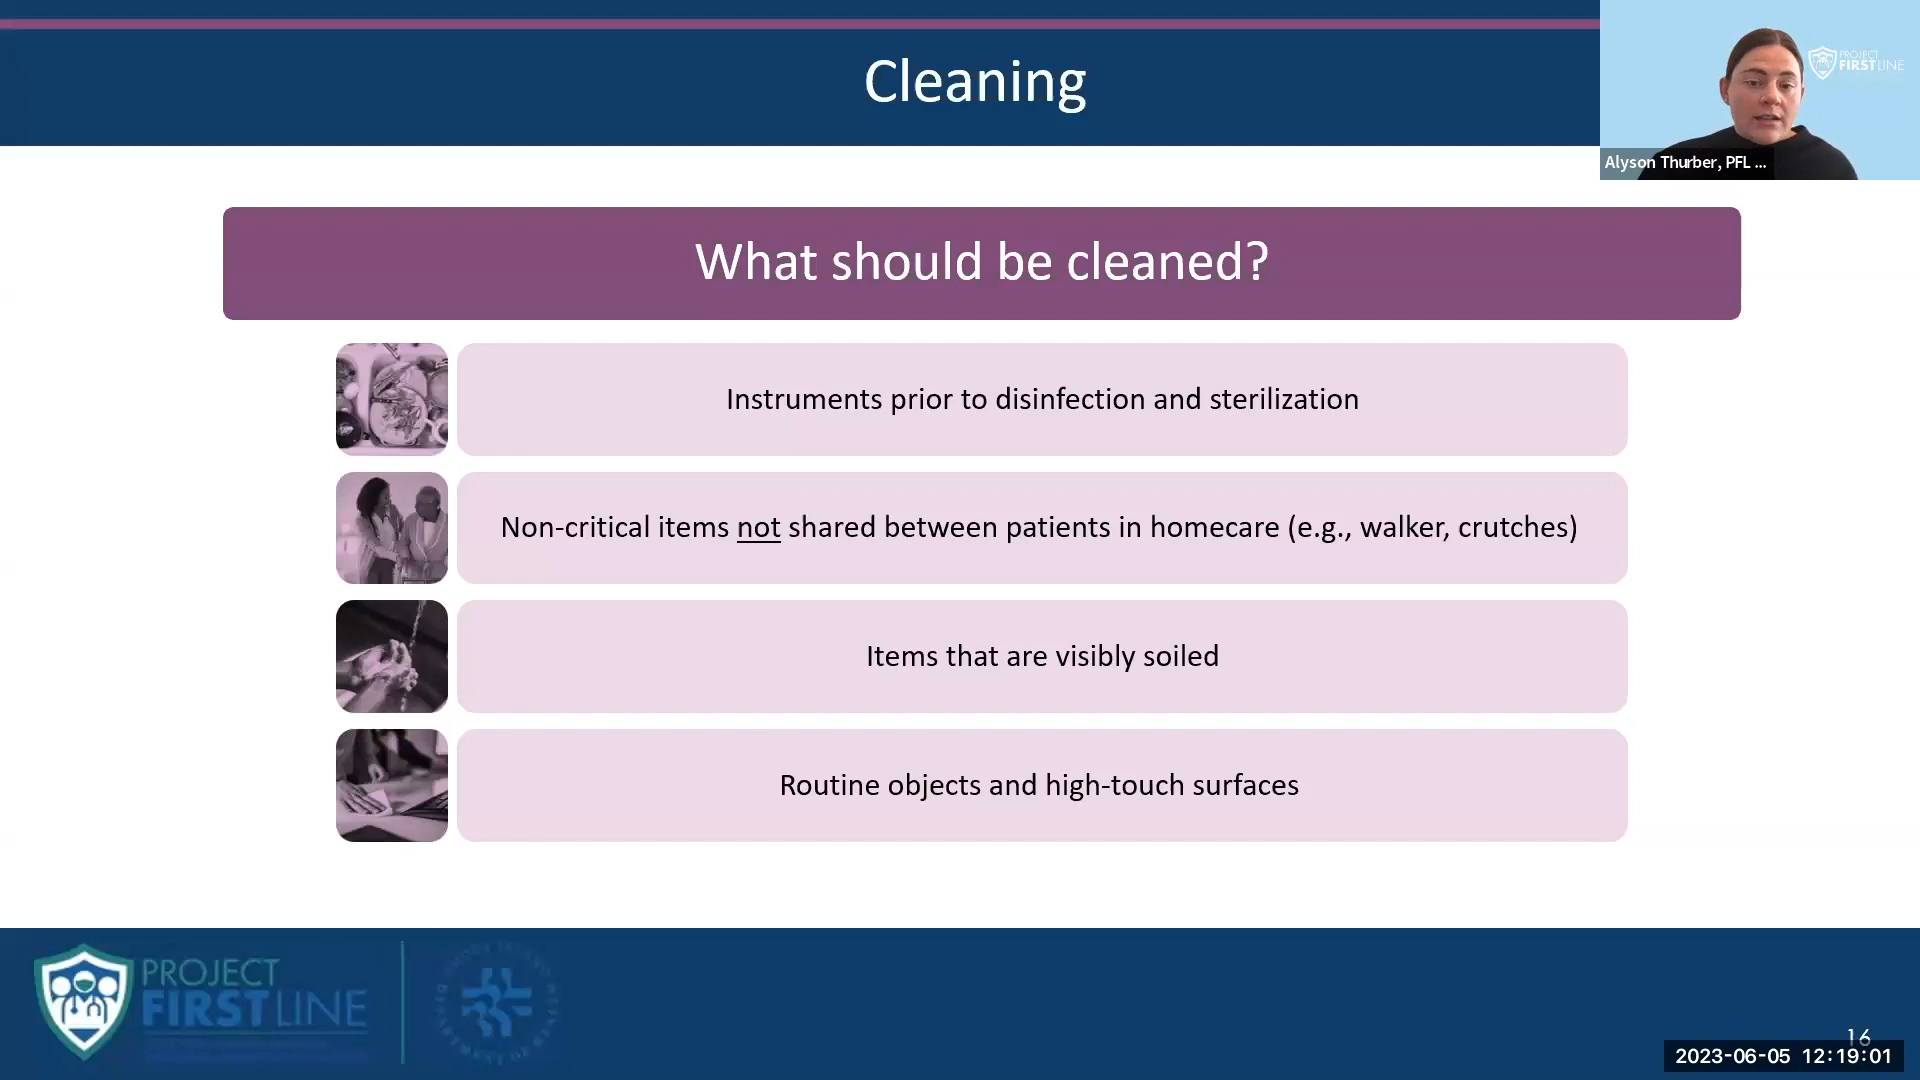 Cleaning
PROJECT
FIRSTLINE
Alyson Thurber, PFL ...
What should be cleaned?
Instruments prior to disinfection and sterilization
Non-critical items not shared between patients in homecare (e.g., walker, crutches)
Items that are visibly soiled
Routine objects and high-touch surfaces
PROJECT
FIRSTLINE
16
2023-06-05 12:19:01